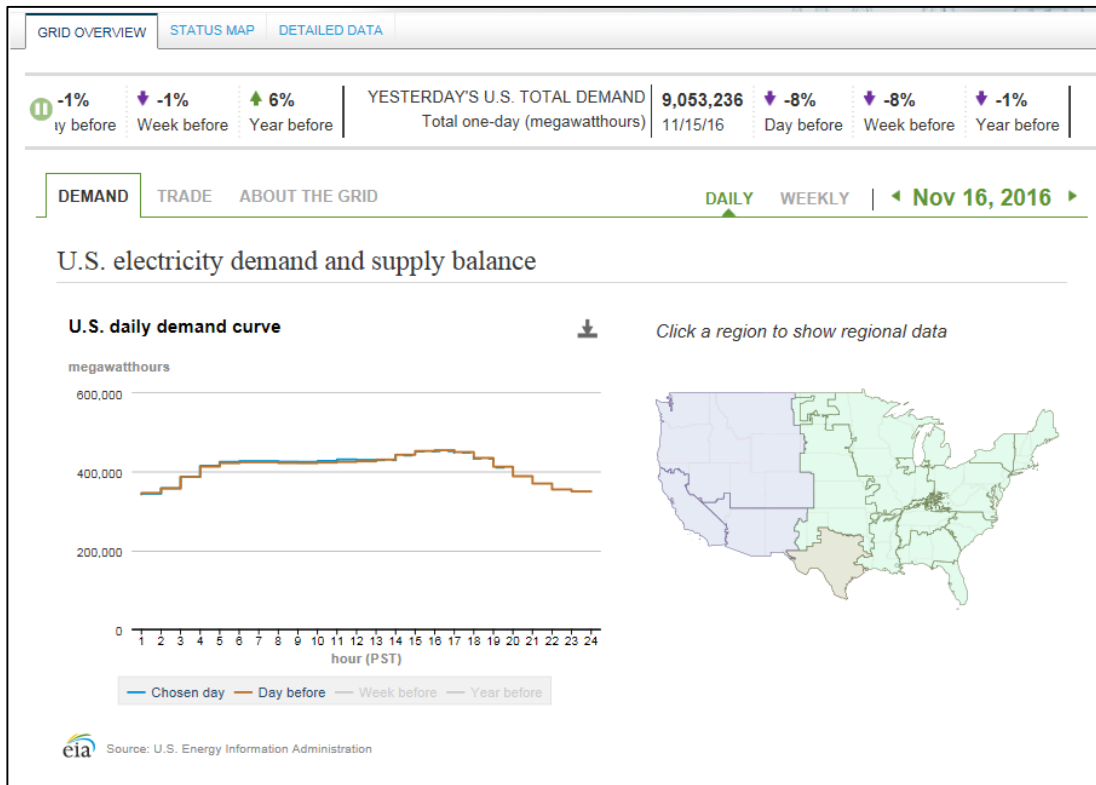 GRID OVERVIEW STATUS MAP DETAILED DATA
-1% -1% 6% YESTERDAY'S U.S. TOTAL DEMAND 9,053,236 -8% -8% -1%
y before Week before Year before Total one-day (megawatthours) 11/15/16 Day before Week before Year before
DEMAND TRADE ABOUT THE GRID DAILY WEEKLY Nov 16, 2016
U.S. electricity demand and supply balance
U.S. daily demand curve
Click a region to show regional data
megawatthours
600,000
400,000
200,000
0
1 2 3 4 5 6 7 8 9 10 11 12 13 14 15 16 17 18 19 20 21 22 23 24
hour (PST)
Chosen day Day before Week before Year before
eia Source: U.S. Energy Information Administration